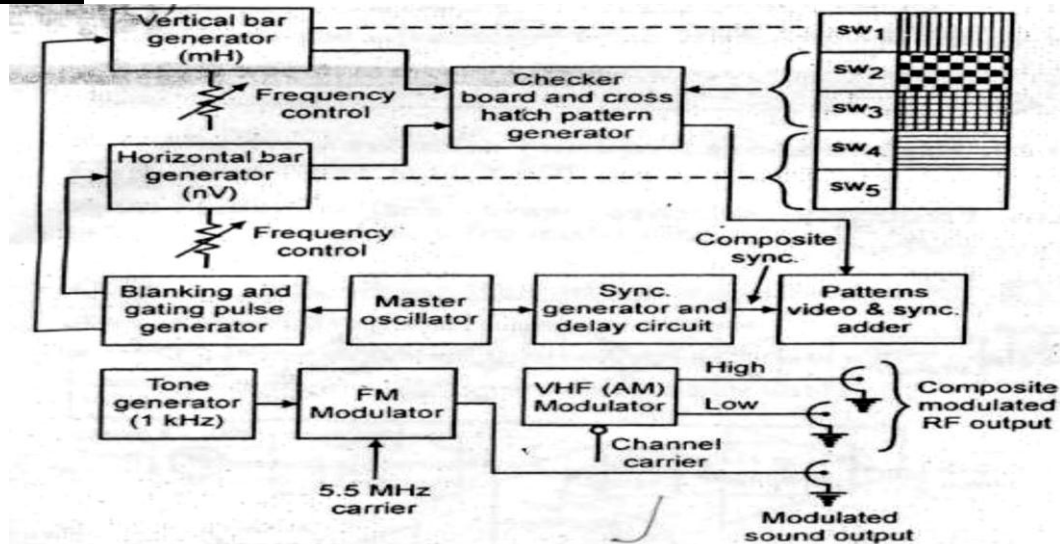 Vertical bar
generator
(mH)
Frequency
control
Horizontal bar
generator
(nV)
Frequency
control
Checker
board and cross
hatch pattern
generator
sw1
sw2
sw3
sw4
sw5
Composite
sync.
Blanking and
gating pulse
generator
Master
oscillator
Sync.
generator and
delay circuit
Patterns
video & sync.
adder
Tone
generator
(1 kHz)
FM
Modulator
5.5 MHz
carrier
VHF (AM)
Modulator
High
Low
Channel
carrier
Composite
modulated
RF output
Modulated
sound output